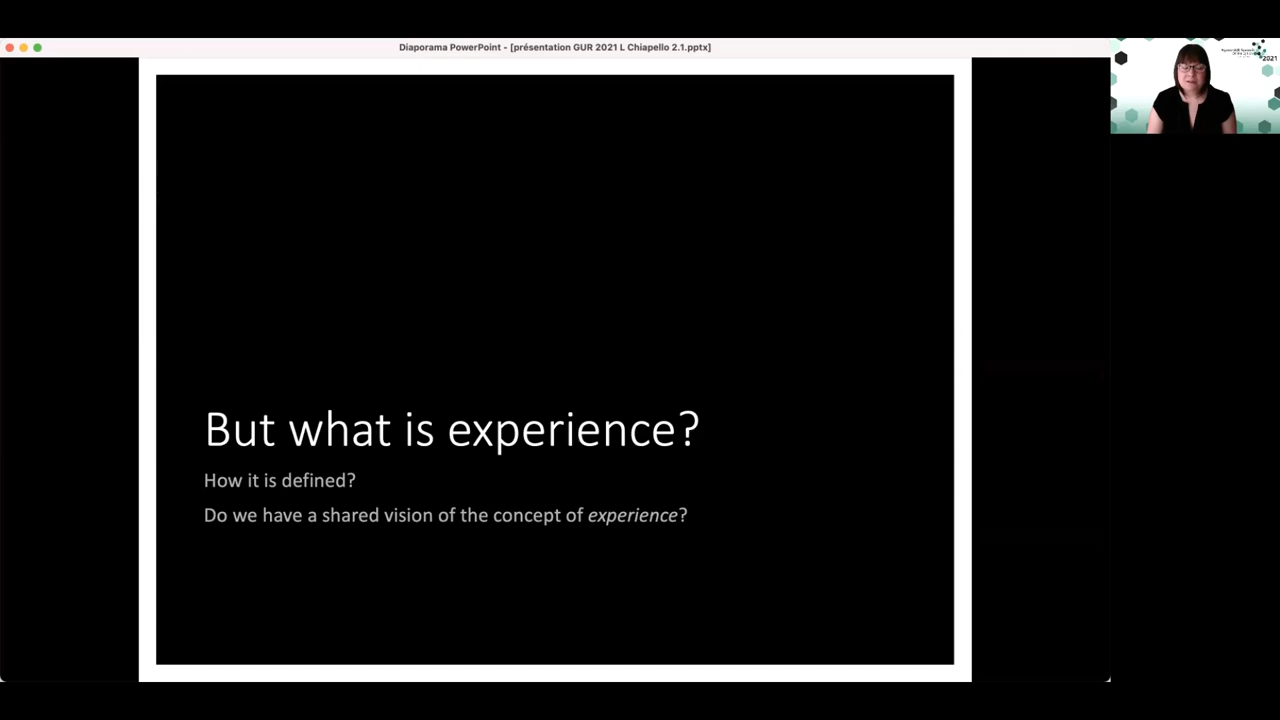 Diaporama PowerPoint - [présentation GUR 2021 L Chiapello 2.1.pptx]
2021
But what is experience?
How it is defined?
Do we have a shared vision of the concept of experience?